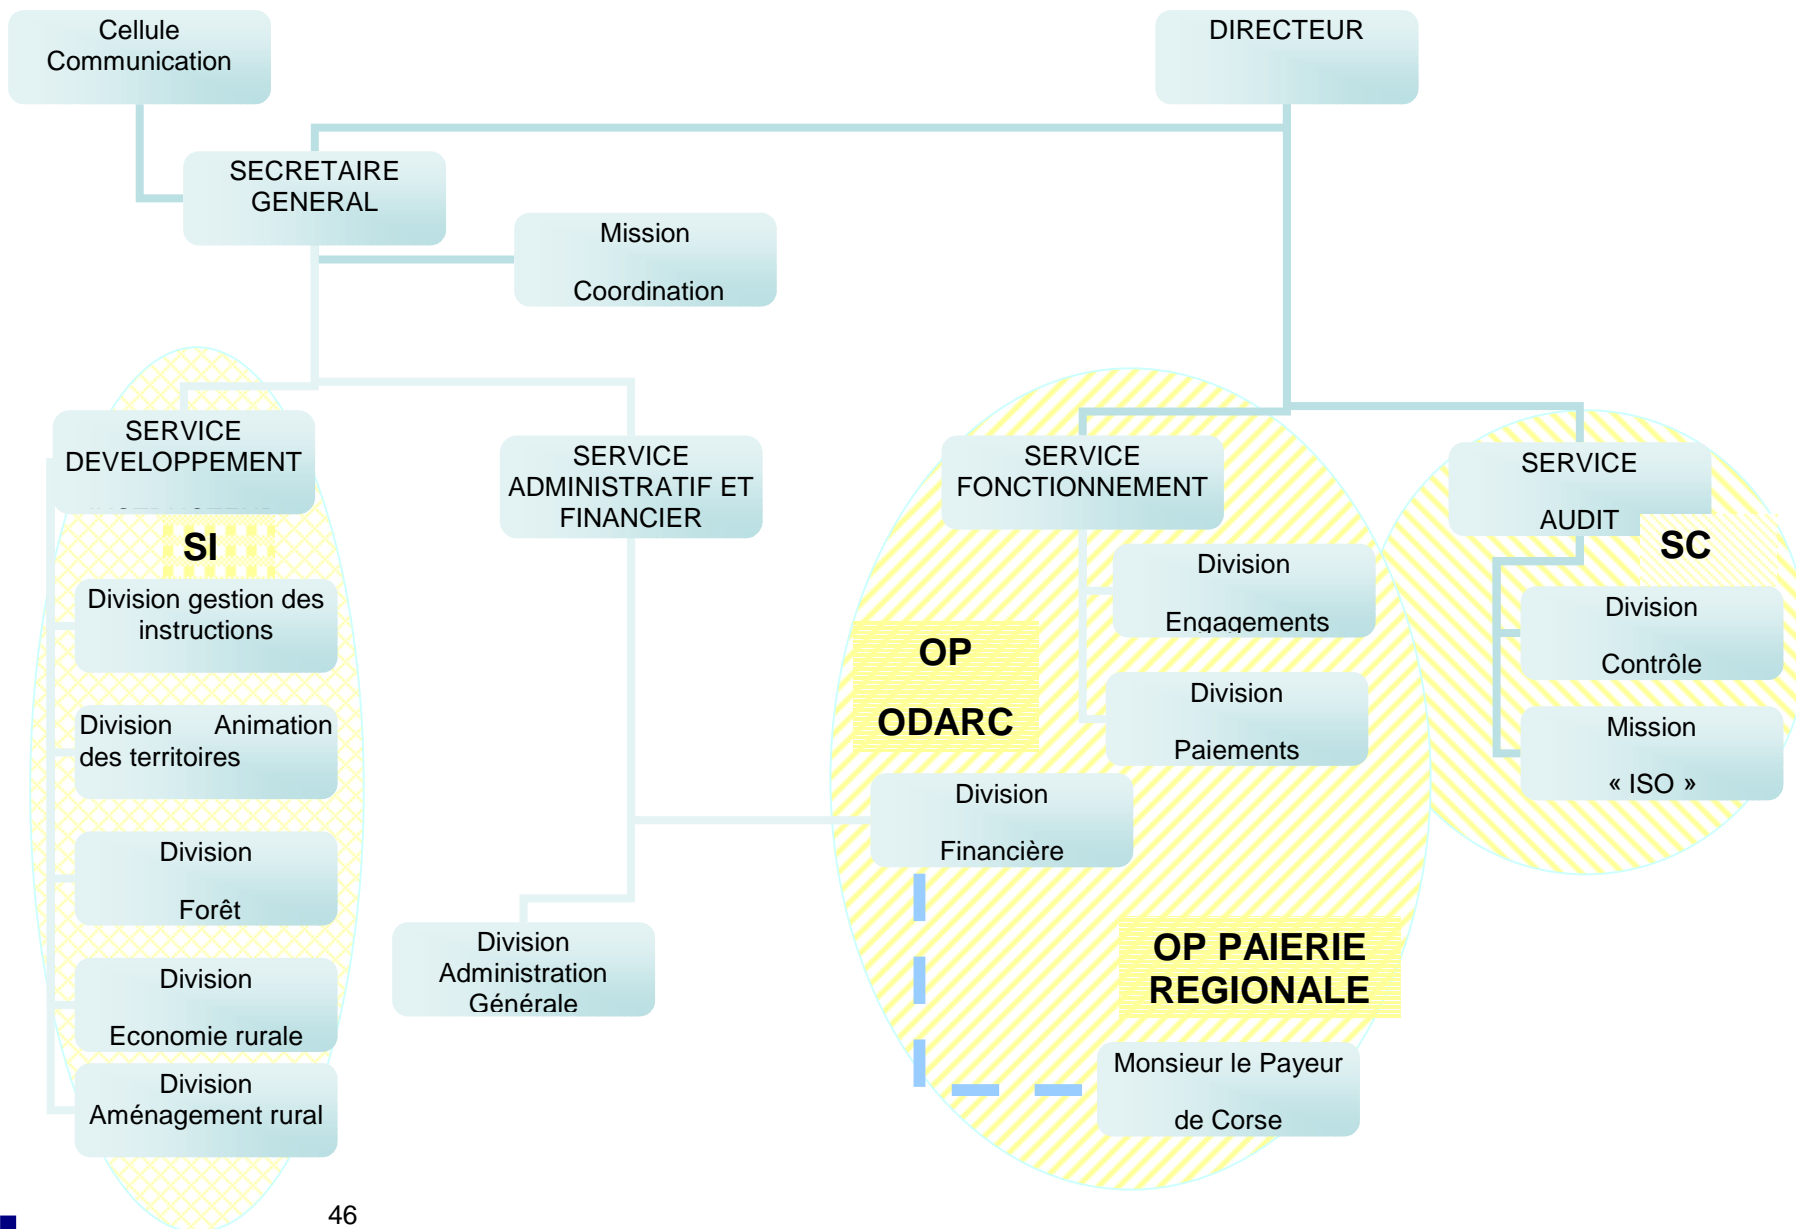 Cellule
Communication
DIRECTEUR
SECRETAIRE
GENERAL
Mission
Coordination
SERVICE
DEVELOPPEMENT
SI
Division gestion des
instructions
Division Animation
des territoires
Division
Forêt
Division
Economie rurale
Division
Aménagement rural
SERVICE
ADMINISTRATIF ET
FINANCIER
Division
Administration
Générale
SERVICE
FONCTIONNEMENT
Division
Engagements
Division
Paiements
OP
ODARC
Division
Financière
OP PAIERIE
REGIONALE
Monsieur le Payeur
de Corse
SERVICE
AUDIT
SC
Division
Contrôle
Mission
« ISO »
46